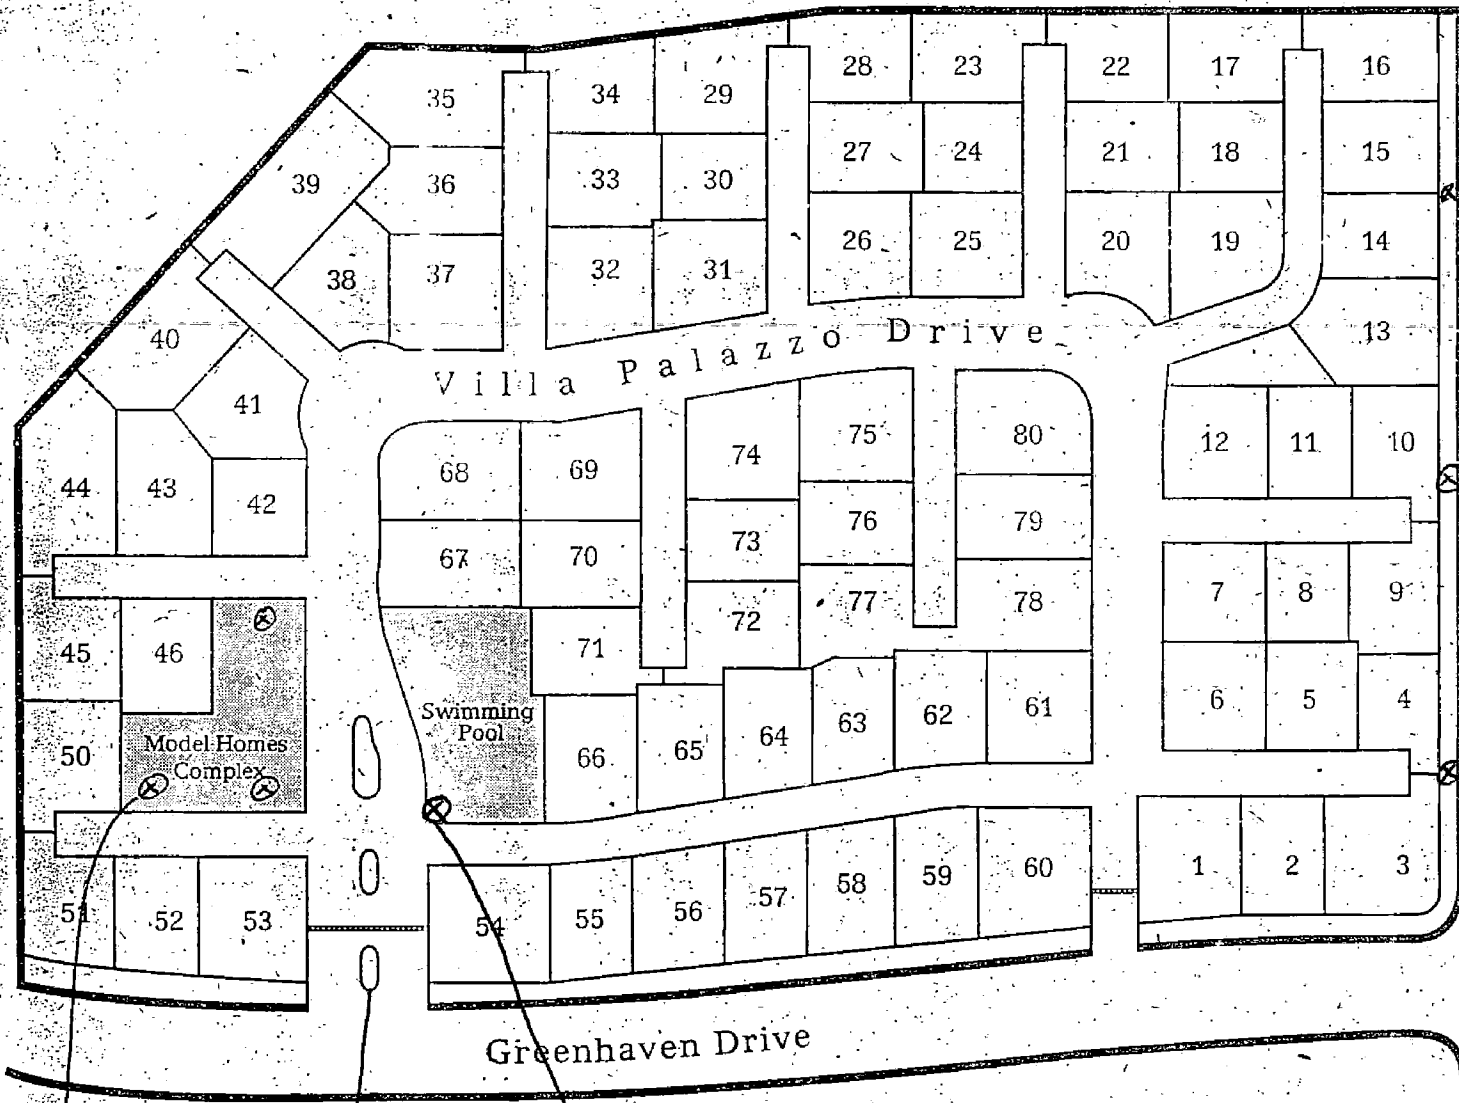 28 23 22 17 16
35 34 29
27 24 21 18 15
39 36 33 30
26 25 20 19 14
38 37 32 31
40 Villa Palazzo Drive 13
41
68 69 74 75 80 12 11 10
44 43 42
67 70 73 76 79
7 8 9
45 46 71 72 77 78
6 5 4
50 Model Homes
Complex
Swimming
Pool
66 65 64 63 62 61
51 52 53 54 55 56 57 58 59 60 1 2 3
Greenhaven Drive